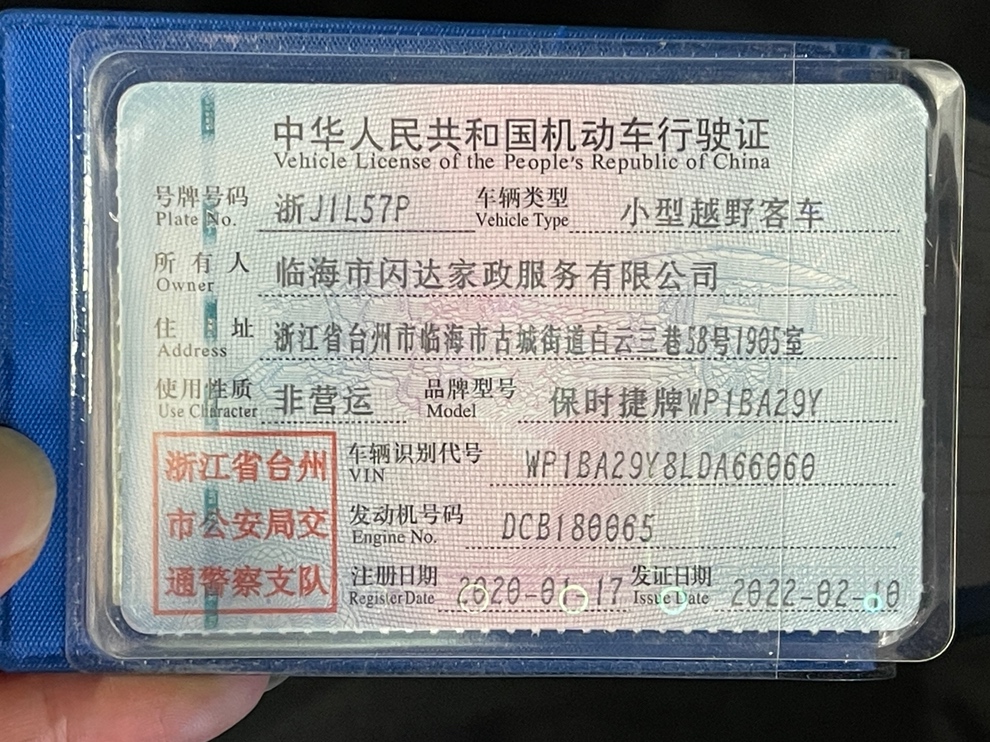 中华人民共和国机动车行驶证
Vehicle License of the People's Republic of China
号牌号码 浙J1L57P 车辆类型 小型越野客车
Plate No. Vehicle Type
所有人 临海市闪达家政服务有限公司
Owner
住址 浙江省台州市临海市古城街道白云三巷58号1905室
Address
使用性质 非营运 品牌型号 保时捷牌WP1BA29Y
Use Character Model
浙江省台州
市公安局交
通警察支队
车辆识别代号 WP1BA29Y8LDA66060
VIN
发动机号码 DCB180065
Engine No.
注册日期 2020-01-17 发证日期 2022-02-10
Register Date Issue Date